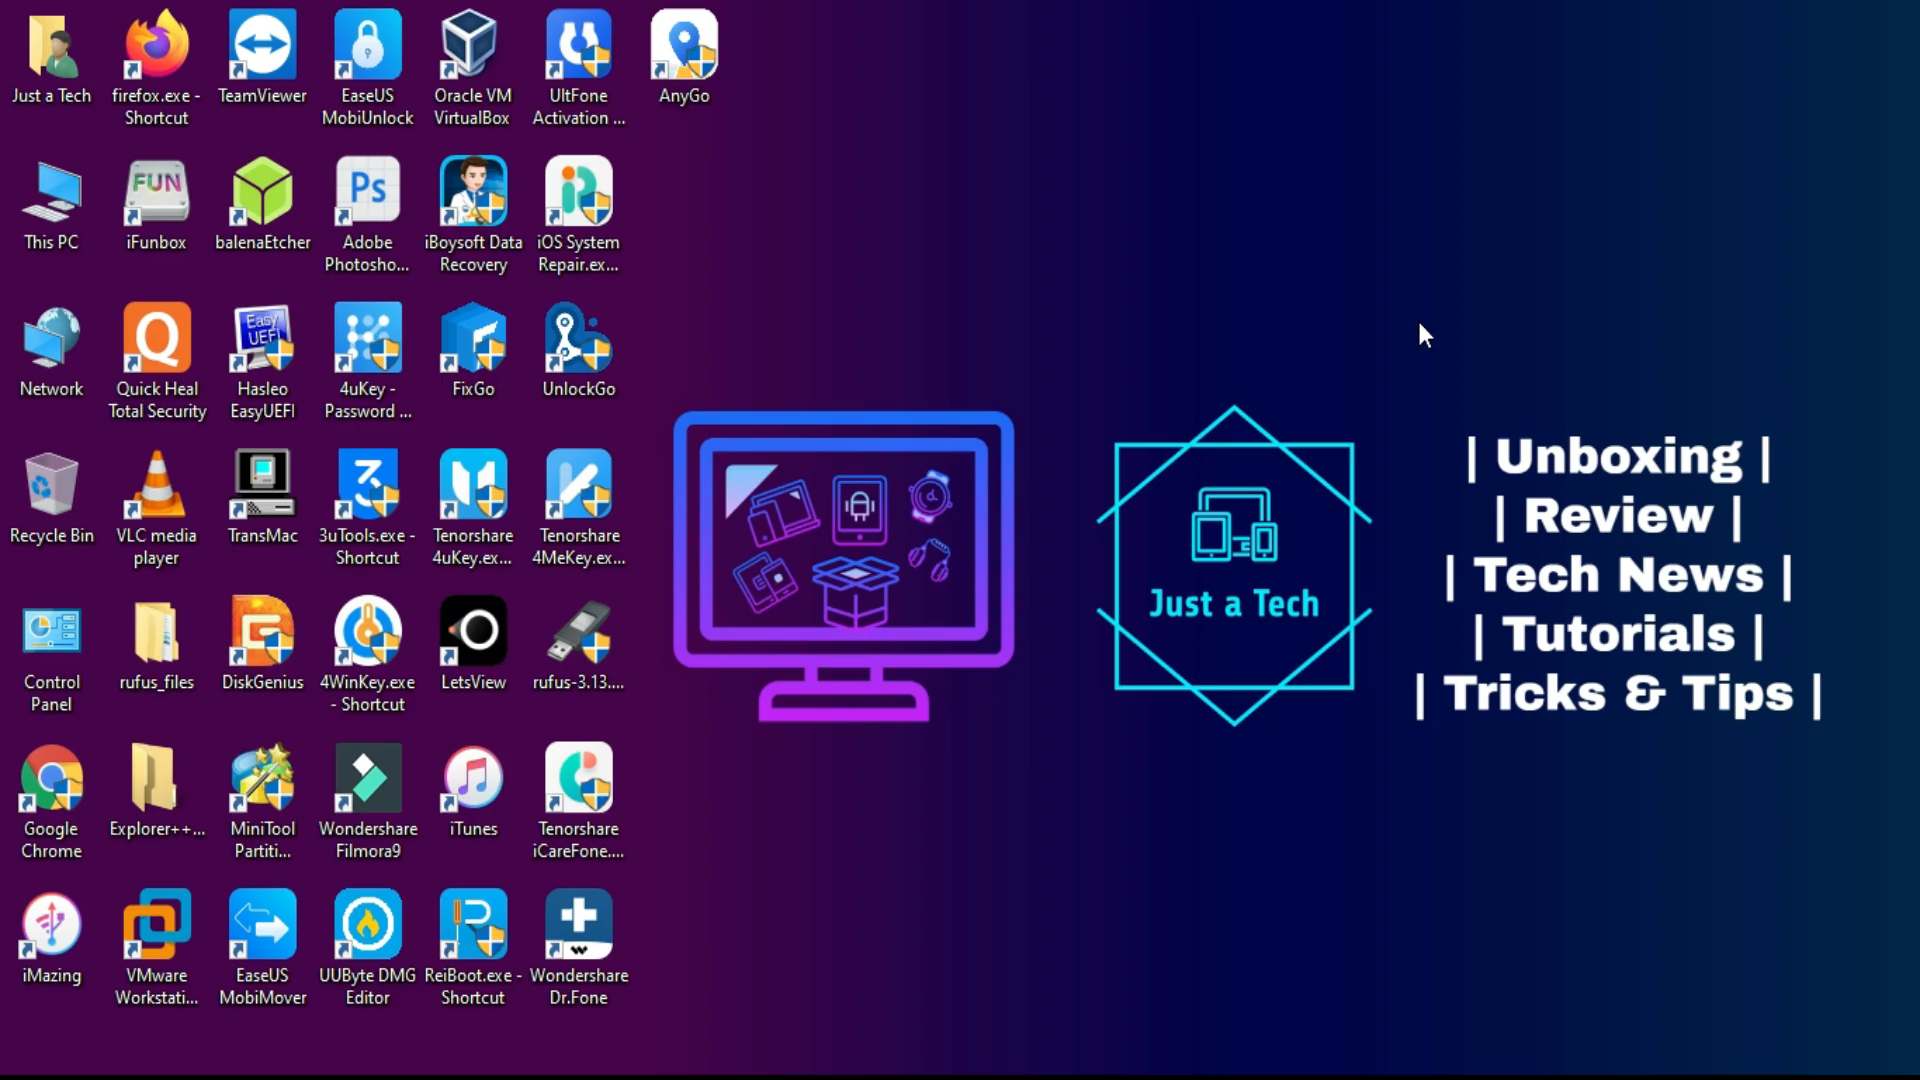 Just a Tech
firefox.exe -
Shortcut
TeamViewer
EaseUS
MobiUnlock
Oracle VM
VirtualBox
UltFone
Activation ...
AnyGo
This PC
FUN
iFunbox
balenaEtcher
Ps
Adobe
Photosho...
iBoysoft Data
Recovery
iOS System
Repair.ex...
Network
Quick Heal
Total Security
Easy
UEFI
Hasleo
EasyUEFI
4uKey -
Password ...
FixGo
UnlockGo
Recycle Bin
VLC media
player
TransMac
3uTools.exe -
Shortcut
Tenorshare
4uKey.ex...
Tenorshare
4MeKey.ex...
Control
Panel
rufus_files
DiskGenius
4WinKey.exe
- Shortcut
LetsView
rufus-3.13....
Google
Chrome
Explorer++...
MiniTool
Partiti...
Wondershare
Filmora9
iTunes
Tenorshare
iCareFone....
iMazing
VMware
Workstati...
EaseUS
MobiMover
UUByte DMG
Editor
ReiBoot.exe -
Shortcut
Wondershare
Dr.Fone
Just a Tech
| Unboxing |
| Review |
| Tech News |
| Tutorials |
| Tricks & Tips |